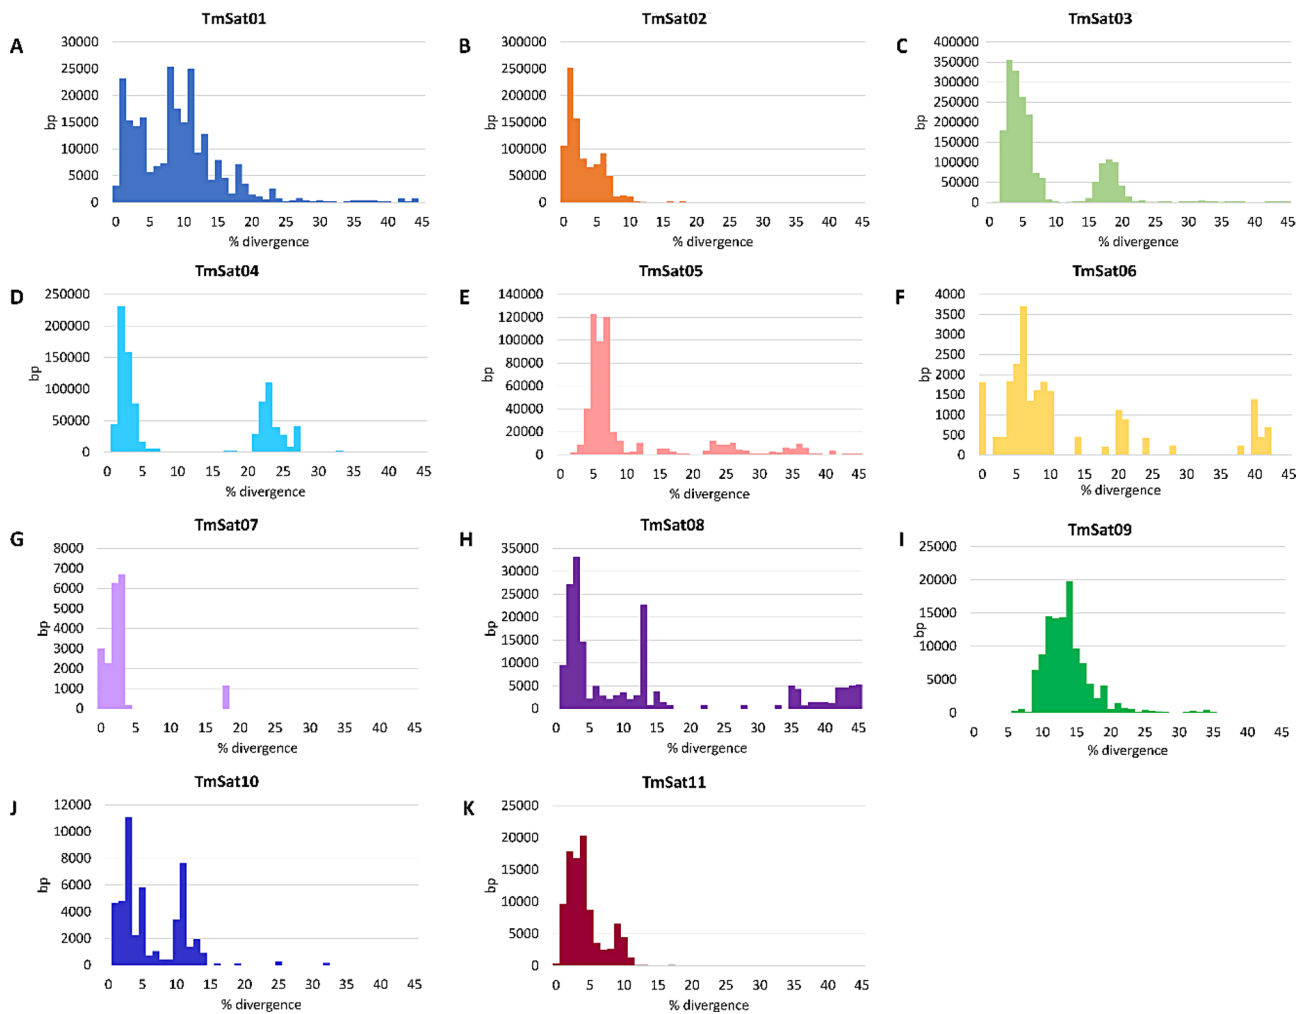 TmSat01
A
30000
25000
20000
15000
10000
5000
0
bp
0 5 10 15 20 25 30 35 40 45
% divergence
TmSat02
B
300000
250000
200000
150000
100000
50000
0
bp
0 5 10 15 20 25 30 35 40 45
% divergence
TmSat03
C
400000
350000
300000
250000
200000
150000
100000
50000
0
bp
0 5 10 15 20 25 30 35 40 45
% divergence
TmSat04
D
250000
200000
150000
100000
50000
0
bp
0 5 10 15 20 25 30 35 40 45
% divergence
TmSat05
E
140000
120000
100000
80000
60000
40000
20000
0
bp
0 5 10 15 20 25 30 35 40 45
% divergence
TmSat06
F
4000
3500
3000
2500
2000
1500
1000
500
0
bp
0 5 10 15 20 25 30 35 40 45
% divergence
TmSat07
G
8000
7000
6000
5000
4000
3000
2000
1000
0
bp
0 5 10 15 20 25 30 35 40 45
% divergence
TmSat08
H
35000
30000
25000
20000
15000
10000
5000
0
bp
0 5 10 15 20 25 30 35 40 45
% divergence
TmSat09
I
25000
20000
15000
10000
5000
0
bp
0 5 10 15 20 25 30 35 40 45
% divergence
TmSat10
J
12000
10000
8000
6000
4000
2000
0
bp
0 5 10 15 20 25 30 35 40 45
% divergence
TmSat11
K
25000
20000
15000
10000
5000
0
bp
0 5 10 15 20 25 30 35 40 45
% divergence